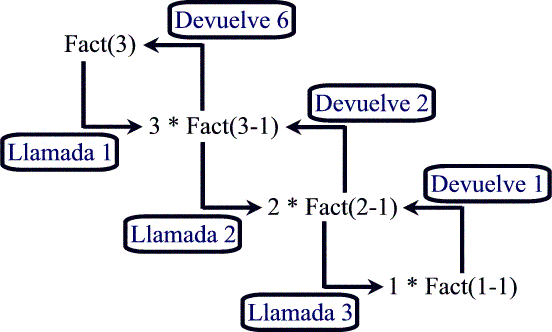 Devuelve 6
Fact(3)
Devuelve 2
3 * Fact(3-1)
Llamada 1
Devuelve 1
2 * Fact(2-1)
Llamada 2
1 * Fact(1-1)
Llamada 3